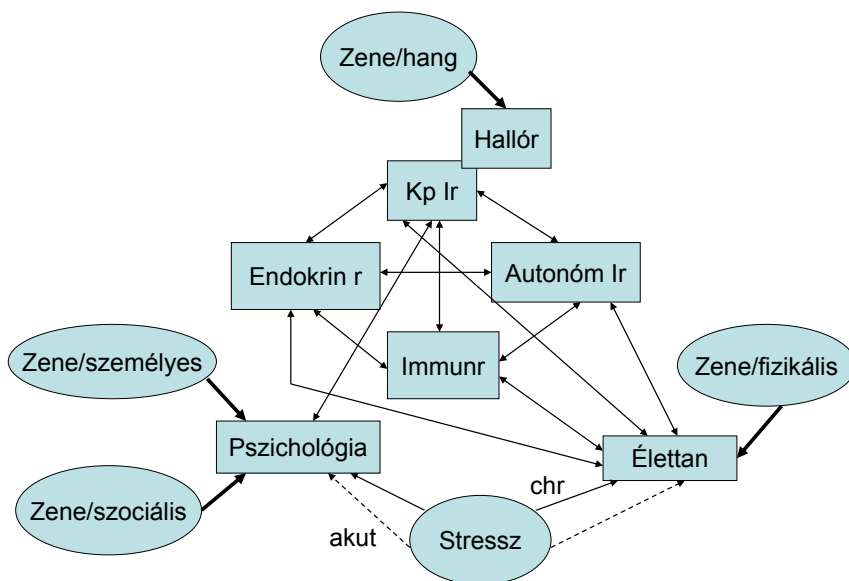 Zene/hang
Hallór
Kp Ir
Endokrin r
Autonóm Ir
Immunr
Zene/személyes
Zene/fizikális
Pszichológia
Élettan
Zene/szociális
chr
akut
Stressz